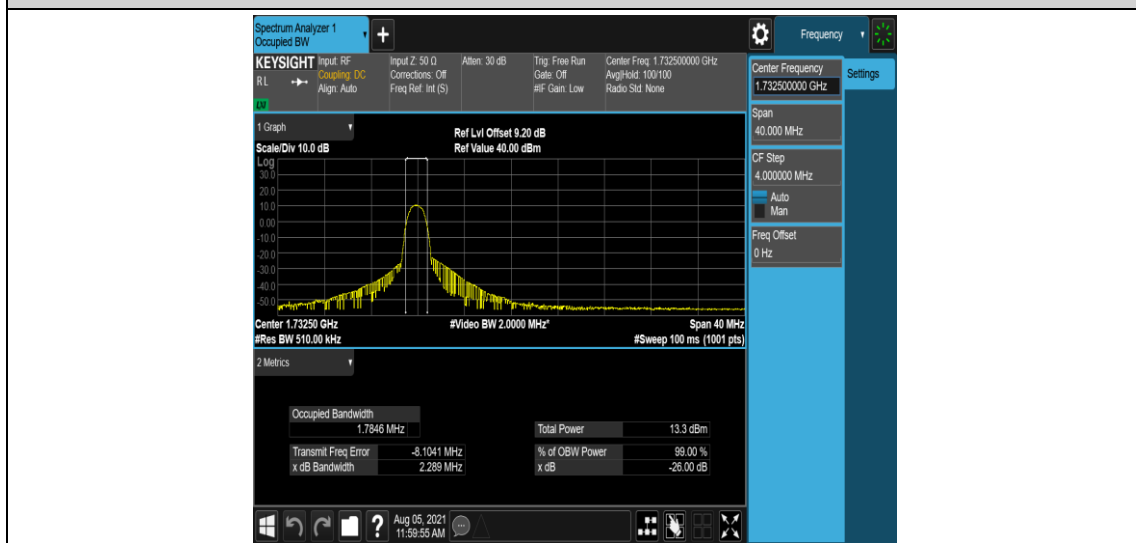 Spectrum Analyzer 1
Occupied BW
Frequency
KEYSIGHT
Input: RF
Coupling: DC
Align: Auto
Input Z: 50 Ω
Corrections: Off
Freq Ref: Int (S)
Atten: 30 dB
Trig: Free Run
Gate: Off
#IF Gain: Low
Center Freq: 1.732500000 GHz
Avg|Hold: 100/100
Radio Std: None
RL
LXI
Center Frequency
1.732500000 GHz
Settings
Span
40.000 MHz
CF Step
4.000000 MHz
Auto
Man
Freq Offset
0 Hz
1 Graph
Scale/Div 10.0 dB
Ref Lvl Offset 9.20 dB
Ref Value 40.00 dBm
Log
30.0
20.0
10.0
0.00
-10.0
-20.0
-30.0
-40.0
-50.0
Center 1.73250 GHz
#Video BW 2.0000 MHz*
Span 40 MHz
#Res BW 510.00 kHz
#Sweep 100 ms (1001 pts)
2 Metrics
Occupied Bandwidth
1.7846 MHz
Total Power 13.3 dBm
Transmit Freq Error -8.1041 MHz
% of OBW Power 99.00 %
x dB Bandwidth 2.289 MHz
x dB -26.00 dB
?
Aug 05, 2021
11:59:55 AM